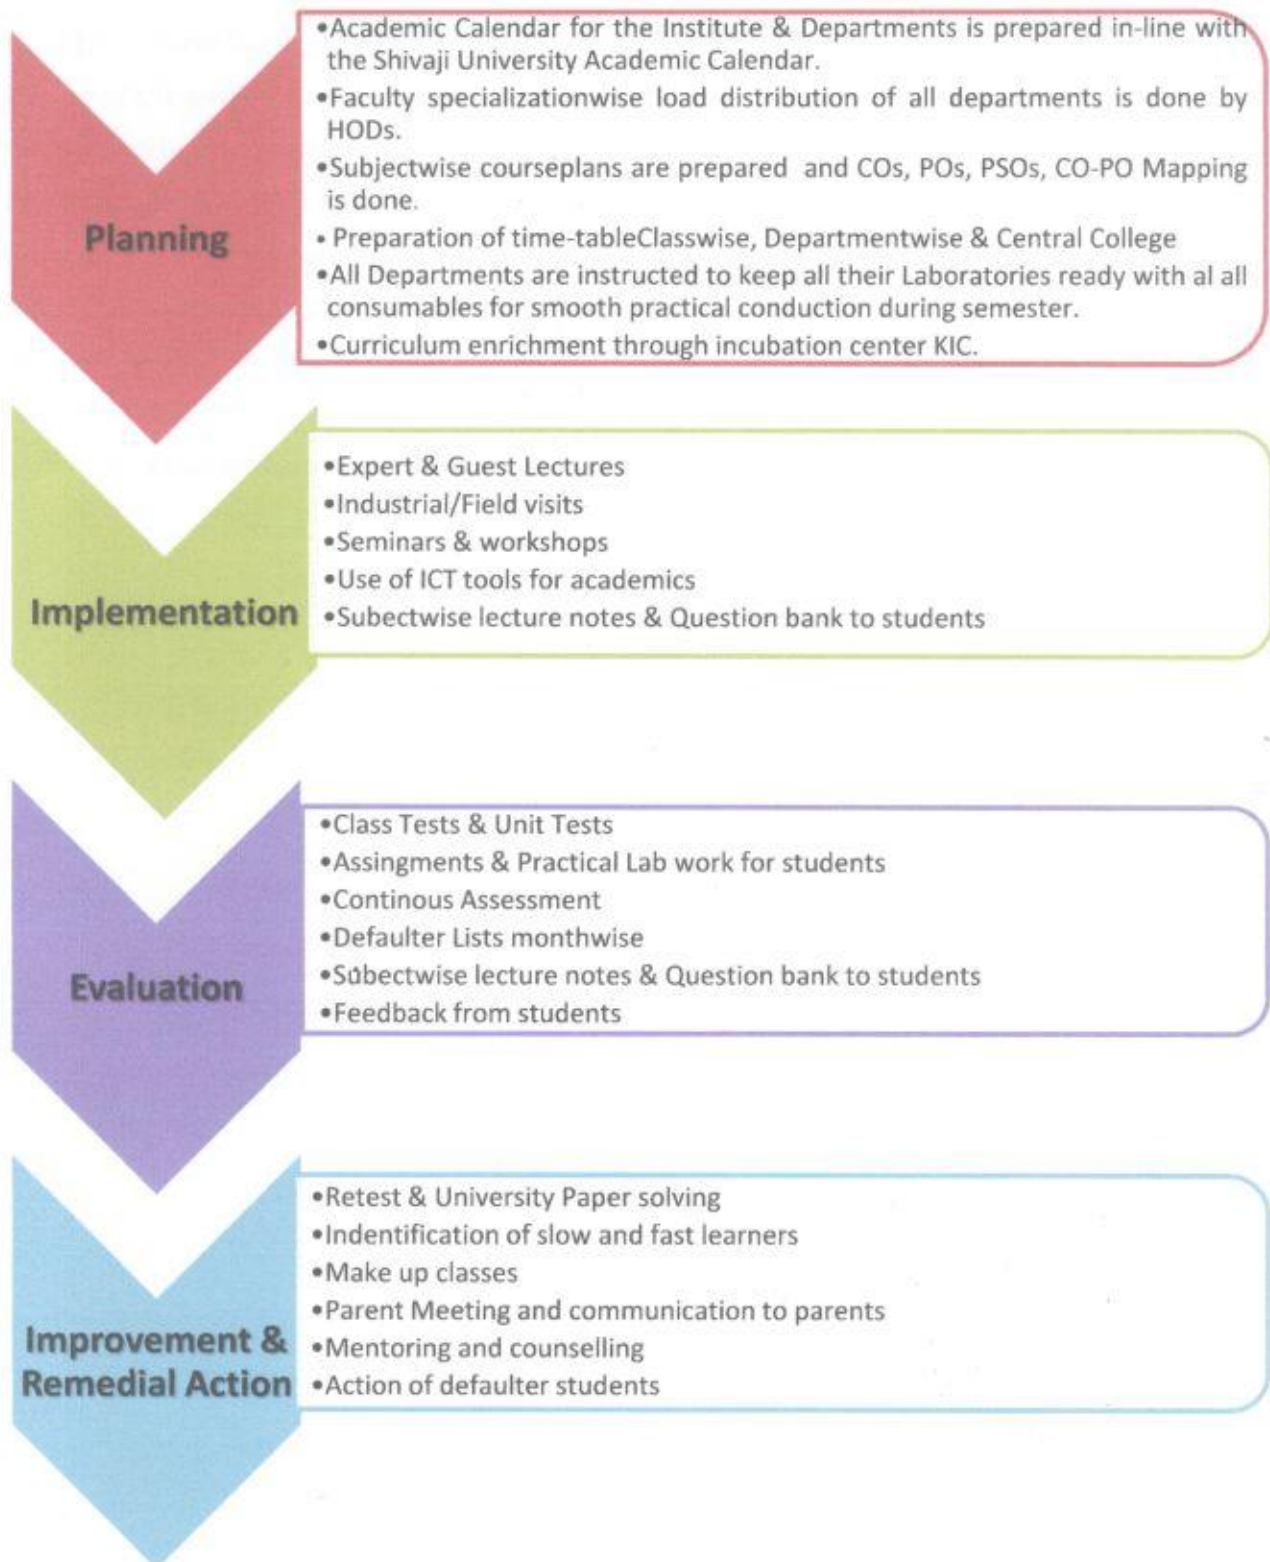 •Academic Calendar for the Institute & Departments is prepared in-line with
the Shivaji University Academic Calendar.
•Faculty specializationwise load distribution of all departments is done by
HODs.
•Subjectwise courseplans are prepared and COs, POs, PSOs, CO-PO Mapping
is done.
Planning
• Preparation of time-tableClasswise, Departmentwise & Central College
•All Departments are instructed to keep all their Laboratories ready with al all
consumables for smooth practical conduction during semester.
•Curriculum enrichment through incubation center KIC.
•Expert & Guest Lectures
•Industrial/Field visits
•Seminars & workshops
•Use of ICT tools for academics
Implementation
•Subectwise lecture notes & Question bank to students
•Class Tests & Unit Tests
•Assingments & Practical Lab work for students
•Continous Assessment
•Defaulter Lists monthwise
Evaluation
•Subectwise lecture notes & Question bank to students
•Feedback from students
•Retest & University Paper solving
•Indentification of slow and fast learners
•Make up classes
•Parent Meeting and communication to parents
Improvement &
Remedial Action
•Mentoring and counselling
•Action of defaulter students